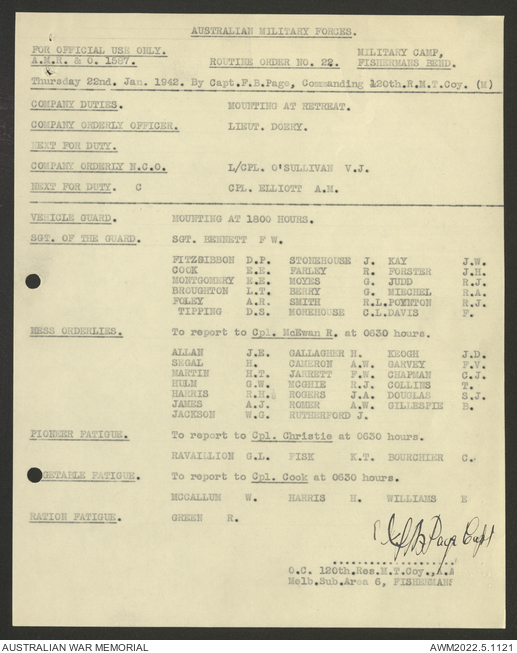 AUSTRALIAN MILITARY FORCES.
FOR OFFICIAL USE ONLY. MILITARY CAMP,
A.M.R. & O. 1587. ROUTINE ORDER NO. 22. FISHERMANS BEND.
Thursday 22nd. Jan. 1942. By Capt.F.B.Page, Commanding 120th.R.M.T.Coy. (M)
COMPANY DUTIES. MOUNTING AT RETREAT.
COMPANY ORDERLY OFFICER. LIEUT. DOERY.
NEXT FOR DUTY.
COMPANY ORDERLY N.C.O. L/CPL. O'SULLIVAN V.J.
NEXT FOR DUTY. C CPL. ELLIOTT A.M.
VEHICLE GUARD. MOUNTING AT 1800 HOURS.
SGT. OF THE GUARD. SGT. BENNETT F W.
FITZGIBBON D.P. STONEHOUSE J. KAY J.W.
COOK E.E. FARLEY R. FORSTER J.H.
MONTGOMERY E.E. MOYES G. JUDD R.J.
BROUGHTON L.T. BERRY G. MIECHEL R.A.
FOLEY A.R. SMITH R.L. POYNTON R.J.
TIPPING D.S. MOREHOUSE C.L. DAVIS F.
MESS ORDERLIES. To report to Cpl. McEwan R. at 0630 hours.
ALLAN J.E. GALLAGHER H. KEOGH J.D.
SEGAL H. CAMERON A.W. GARVEY F.V.
MARTIN H.T. JARRETT F.W. CHAPMAN C.J.
HULM G.W. MCGHIE R.J. COLLINS T.
HARRIS R.H. ROGERS J.A. DOUGLAS S.J.
JAMES A.J. ROMER A.W. GILLESPIE B.
JACKSON W.G. RUTHERFORD J.
PIONEER FATIGUE. To report to Cpl. Christie at 0630 hours.
RAVAILLION G.L. FISK K.T. BOURCHIER C.
GETABLE FATIGUE. To report to Cpl. Cook at 0630 hours.
MCCALLUM W. HARRIS H. WILLIAMS E
RATION FATIGUE. GREEN R.
Page Capt
O.C. 120th.Res.M.T.Coy.,
Melb.Sub.Area 6, FISHERMANS
AUSTRALIAN WAR MEMORIAL AWM2022.5.1121